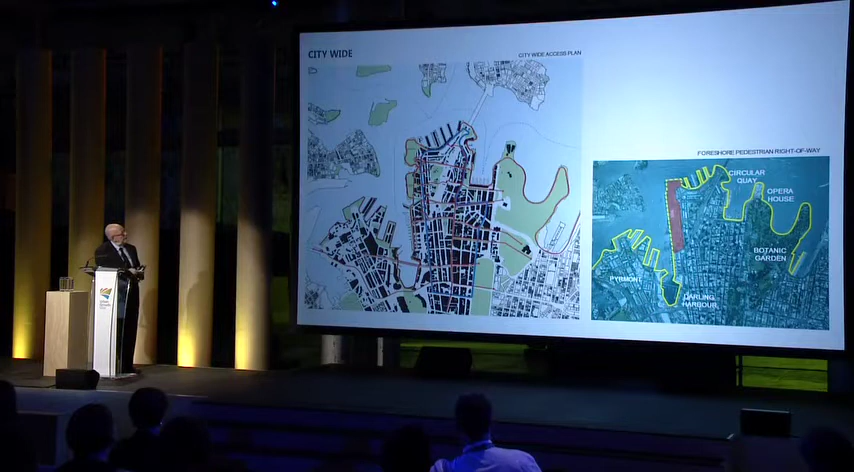 CITY WIDE
CITY WIDE ACCESS PLAN
FORESHORE PEDESTRIAN RIGHT-OF-WAY
CIRCULAR
QUAY
OPERA
HOUSE
BOTANIC
GARDEN
PYRMONT
DARLING
HARBOUR